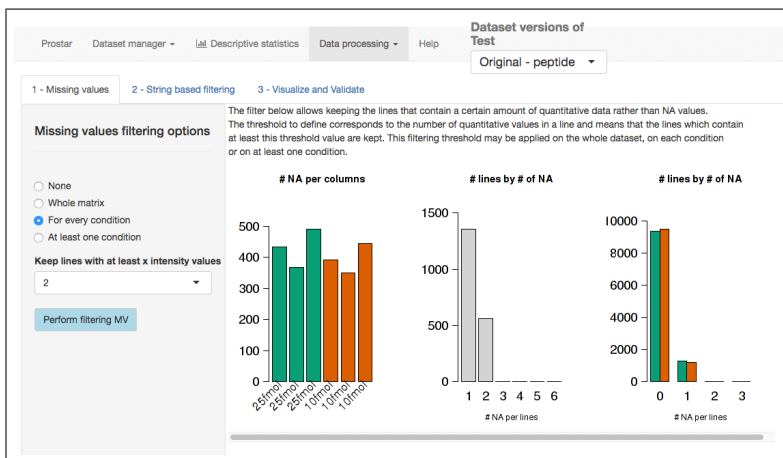 Dataset versions of
Test
Prostar Dataset manager Descriptive statistics Data processing Help
Original - peptide
1 - Missing values 2 - String based filtering 3 - Visualize and Validate
Missing values filtering options
None
Whole matrix
For every condition
At least one condition
Keep lines with at least x intensity values
2
Perform filtering MV
The filter below allows keeping the lines that contain a certain amount of quantitative data rather than NA values.
The threshold to define corresponds to the number of quantitative values in a line and means that the lines which contain
at least this threshold value are kept. This filtering threshold may be applied on the whole dataset, on each condition
or on at least one condition.
# NA per columns
500
400
300
200
100
0
25fmol 25fmol 25fmol 10fmol 10fmol 10fmol
# lines by # of NA
1500
1000
500
0
1 2 3 4 5 6
# NA per lines
# lines by # of NA
10000
8000
6000
4000
2000
0
0 1 2 3
# NA per lines